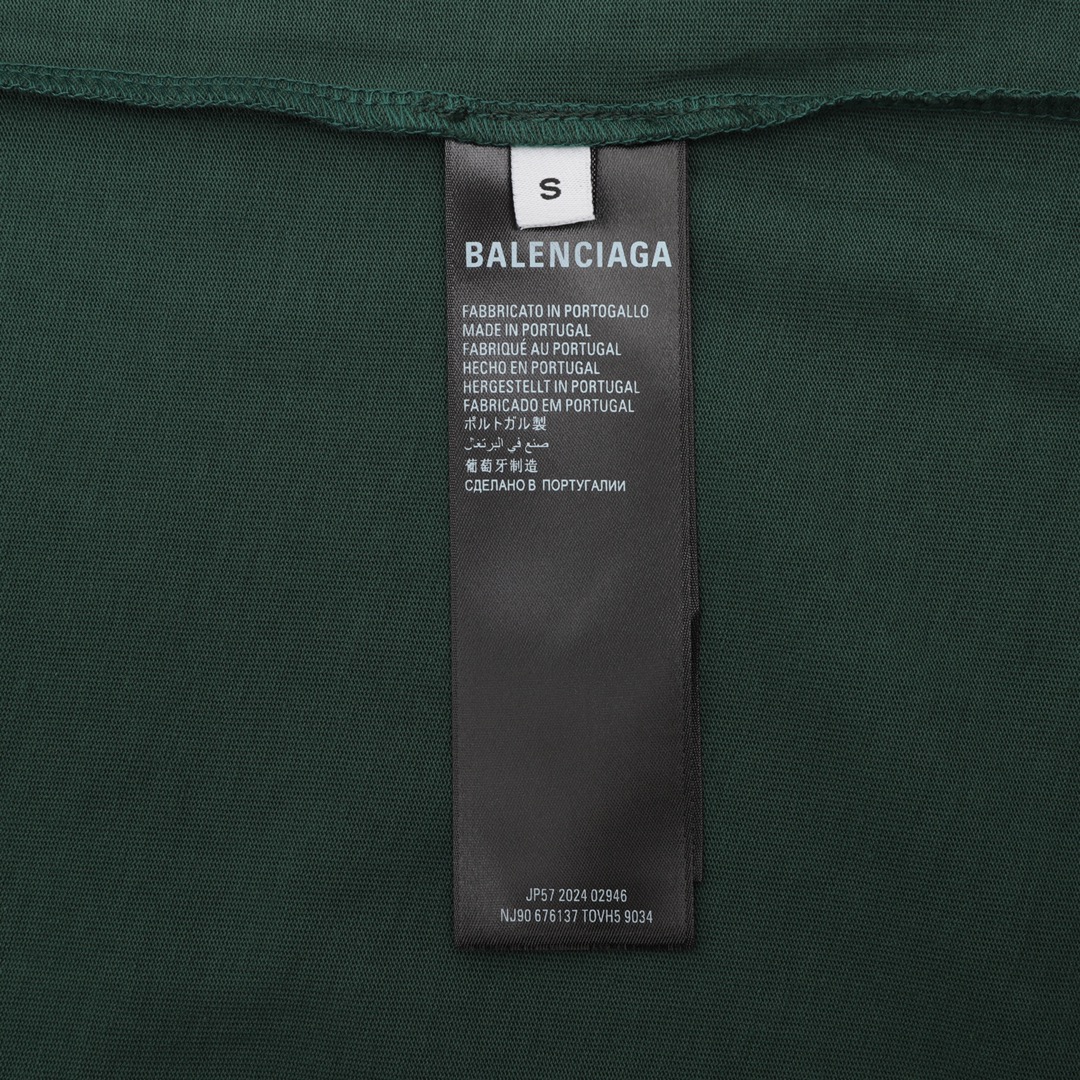 S
BALENCIAGA
FABBRICATO IN PORTOGALLO
MADE IN PORTUGAL
FABRIQUÉ AU PORTUGAL
HECHO EN PORTUGAL
HERGESTELLT IN PORTUGAL
FABRICADO EM PORTUGAL
ポルトガル製
صنع في البرتغال
葡萄牙制造
СДЕЛАНО В ПОРТУГАЛИИ
JP57 2024 02946
NJ90 676137 TOVH5 9034